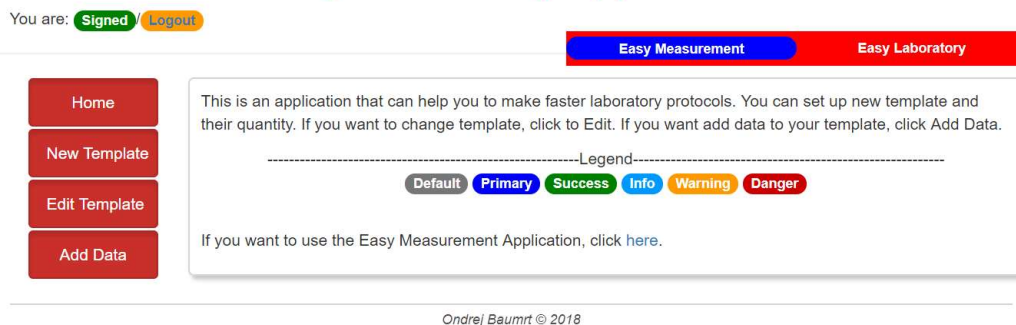 You are: Signed / Logout
Easy Measurement Easy Laboratory
Home
New Template
Edit Template
Add Data
This is an application that can help you to make faster laboratory protocols. You can set up new template and
their quantity. If you want to change template, click to Edit. If you want add data to your template, click Add Data.
---------------------------------------------------------Legend---------------------------------------------------------
Default Primary Success Info Warning Danger
If you want to use the Easy Measurement Application, click here.
Ondrej Baumrt © 2018